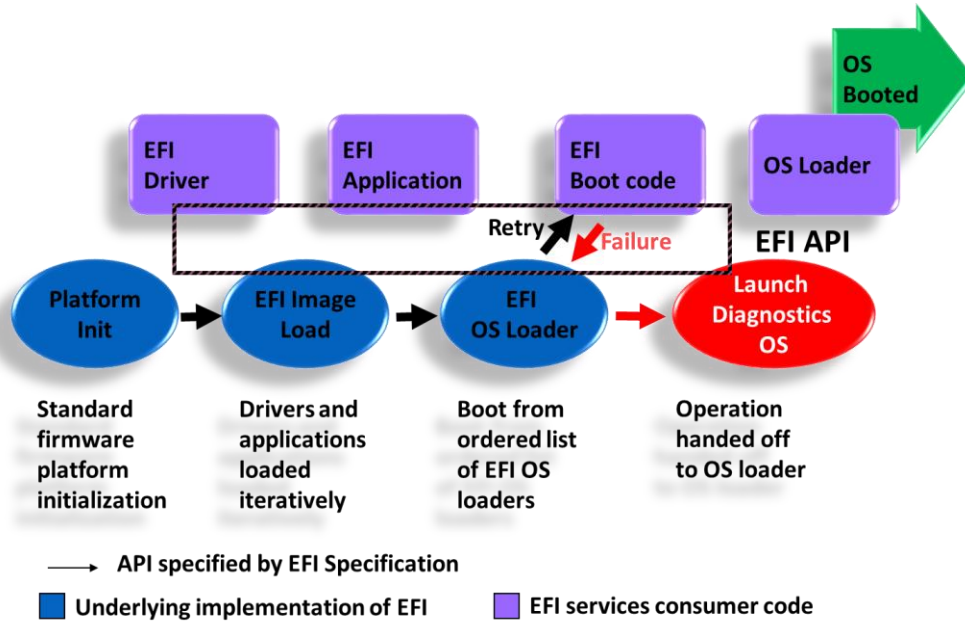 OS
Booted
EFI
Driver
EFI
Application
EFI
Boot code
OS Loader
Retry
Failure
EFI API
Platform
Init
EFI Image
Load
EFI
OS Loader
Launch
Diagnostics
OS
Standard
firmware
platform
initialization
Drivers and
applications
loaded
iteratively
Boot from
ordered list
of EFI OS
loaders
Operation
handed off
to OS loader
API specified by EFI Specification
Underlying implementation of EFI
EFI services consumer code